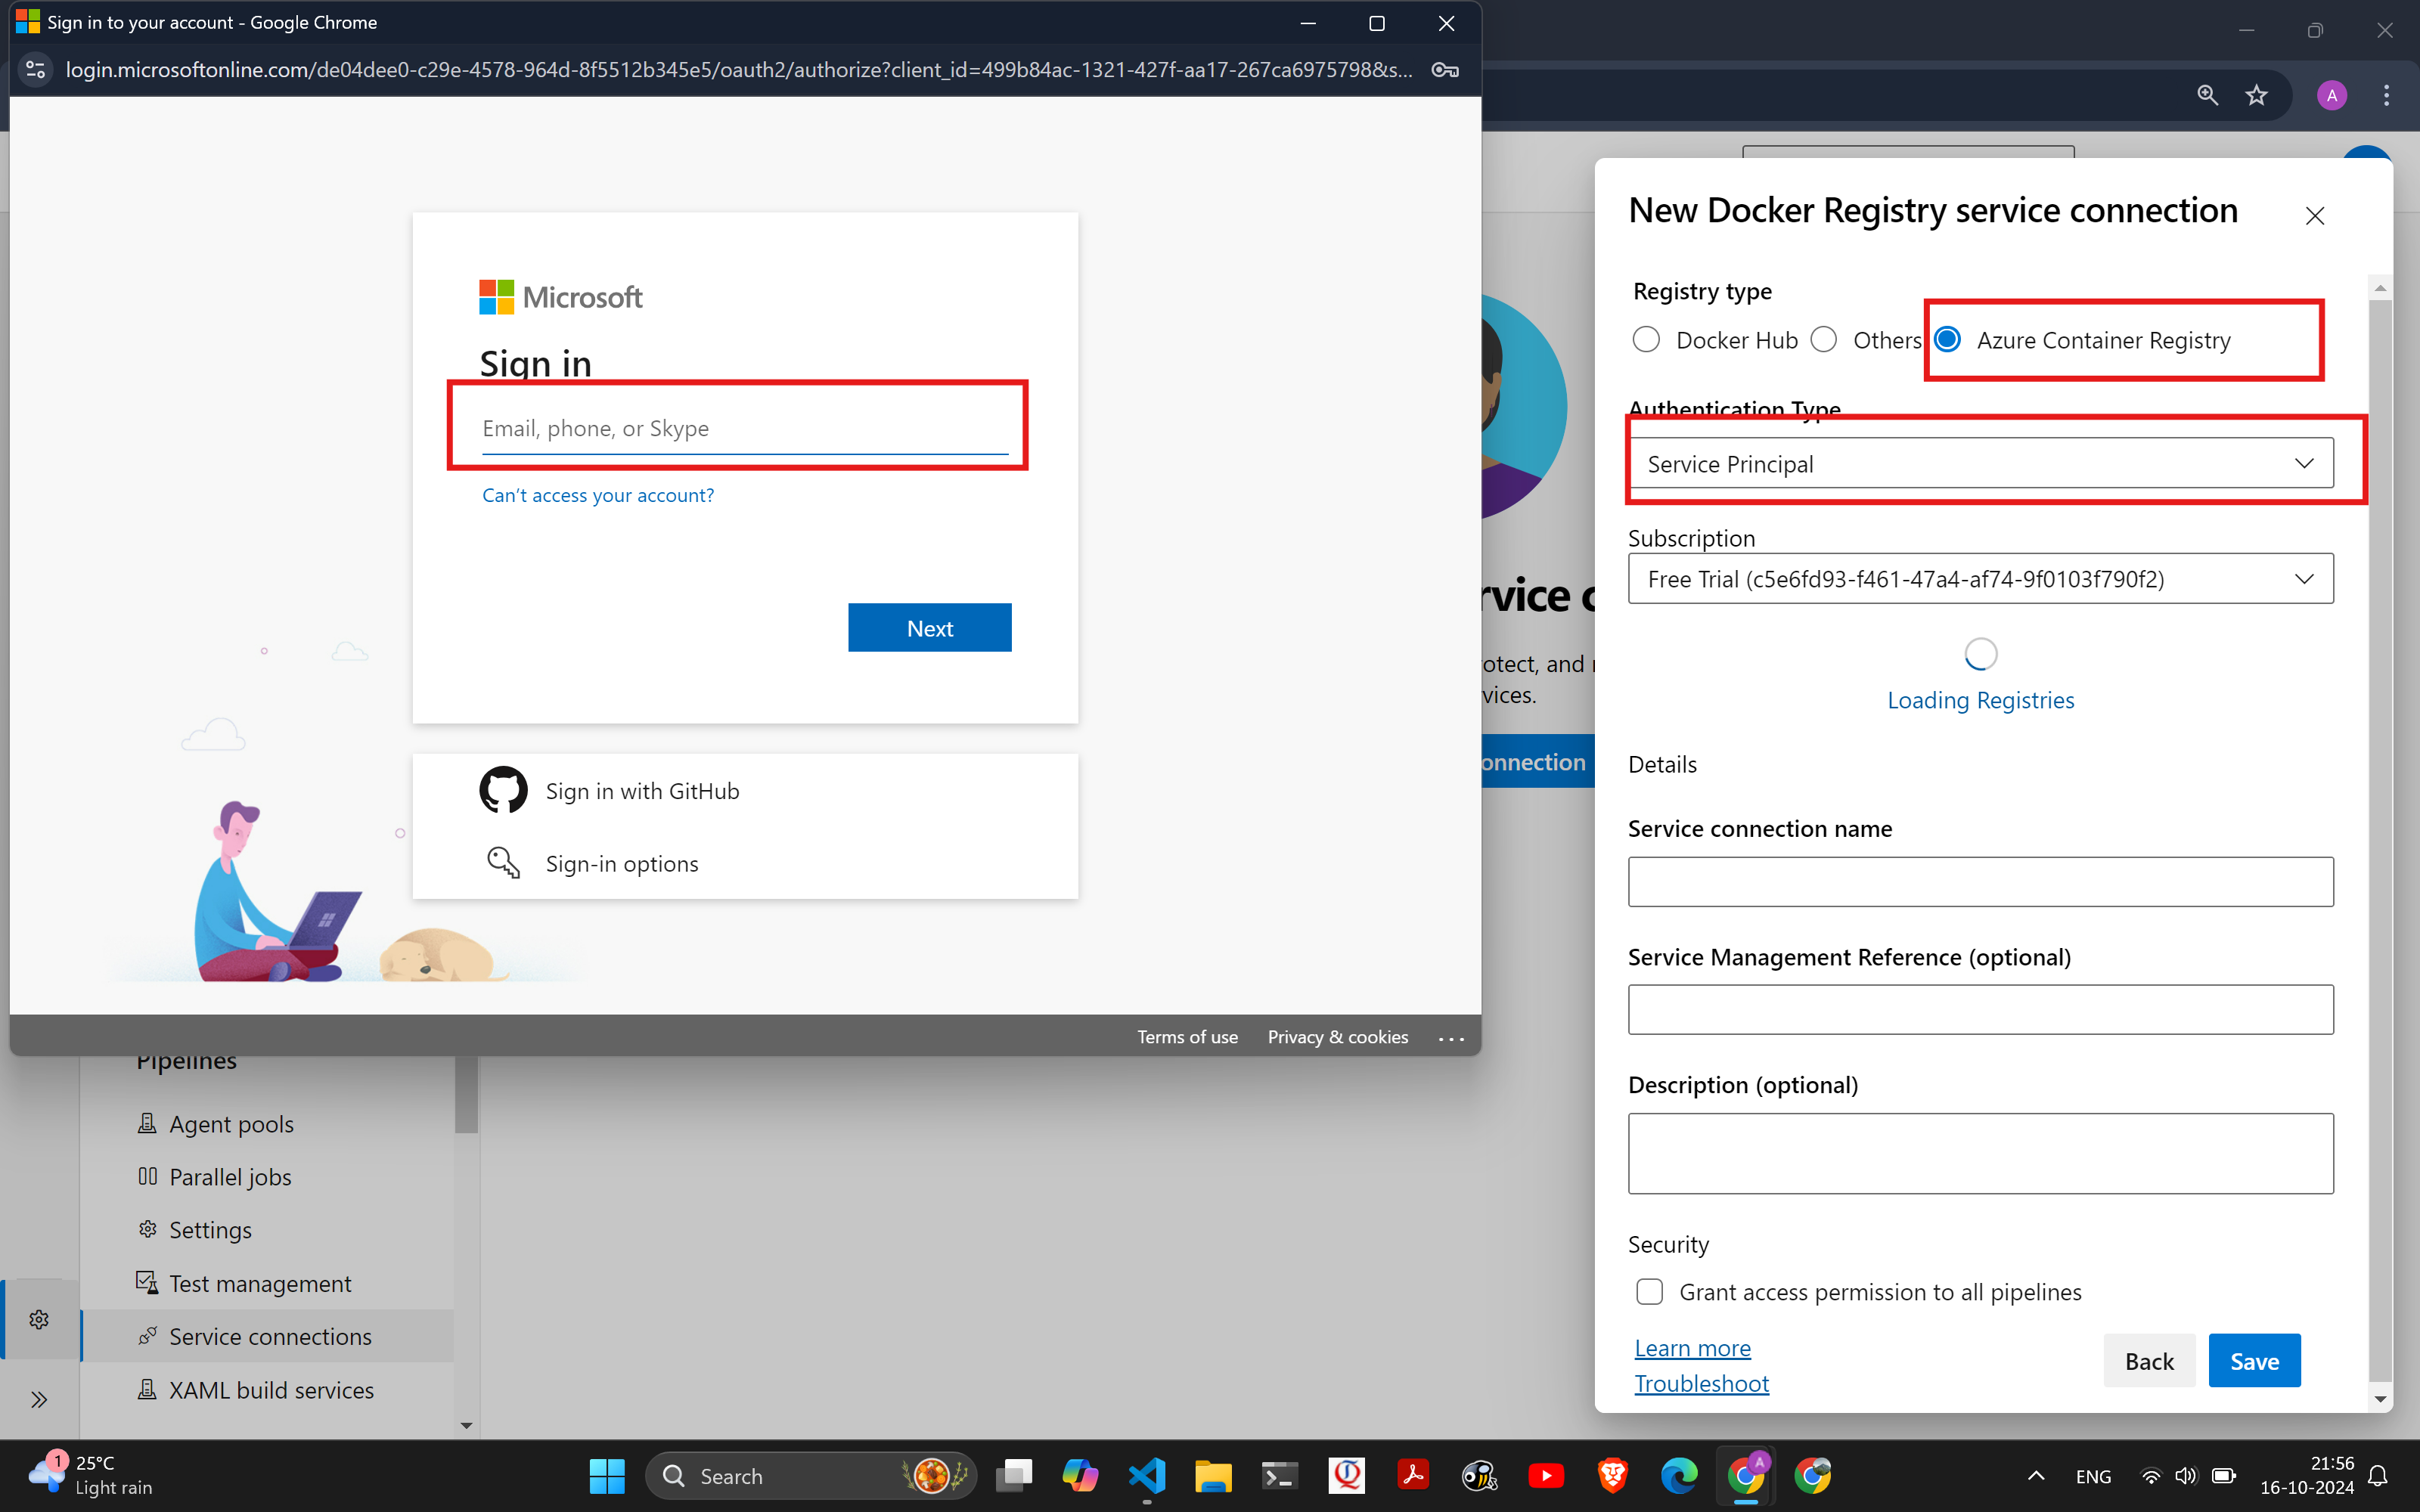 Sign in to your account - Google Chrome
login.microsoftonline.com/de04dee0-c29e-4578-964d-8f5512b345e5/oauth2/authorize?client_id=499b84ac-1321-427f-aa17-267ca6975798&s...
Microsoft
Sign in
Email, phone, or Skype
Can't access your account?
Next
Sign in with GitHub
Sign-in options
Terms of use Privacy & cookies ...
A
rvice c
otect, and
vices.
onnection
New Docker Registry service connection
Registry type
Docker Hub Others Azure Container Registry
Authentication Type
Service Principal
Subscription
Free Trial (c5e6fd93-f461-47a4-af74-9f0103f790f2)
Loading Registries
Details
Service connection name
Service Management Reference (optional)
Description (optional)
Security
Grant access permission to all pipelines
Learn more
Troubleshoot
Back Save
Pipelines
Agent pools
Parallel jobs
Settings
Test management
Service connections
XAML build services
1
25°C
Light rain
Search
A
ENG
21:56
16-10-2024